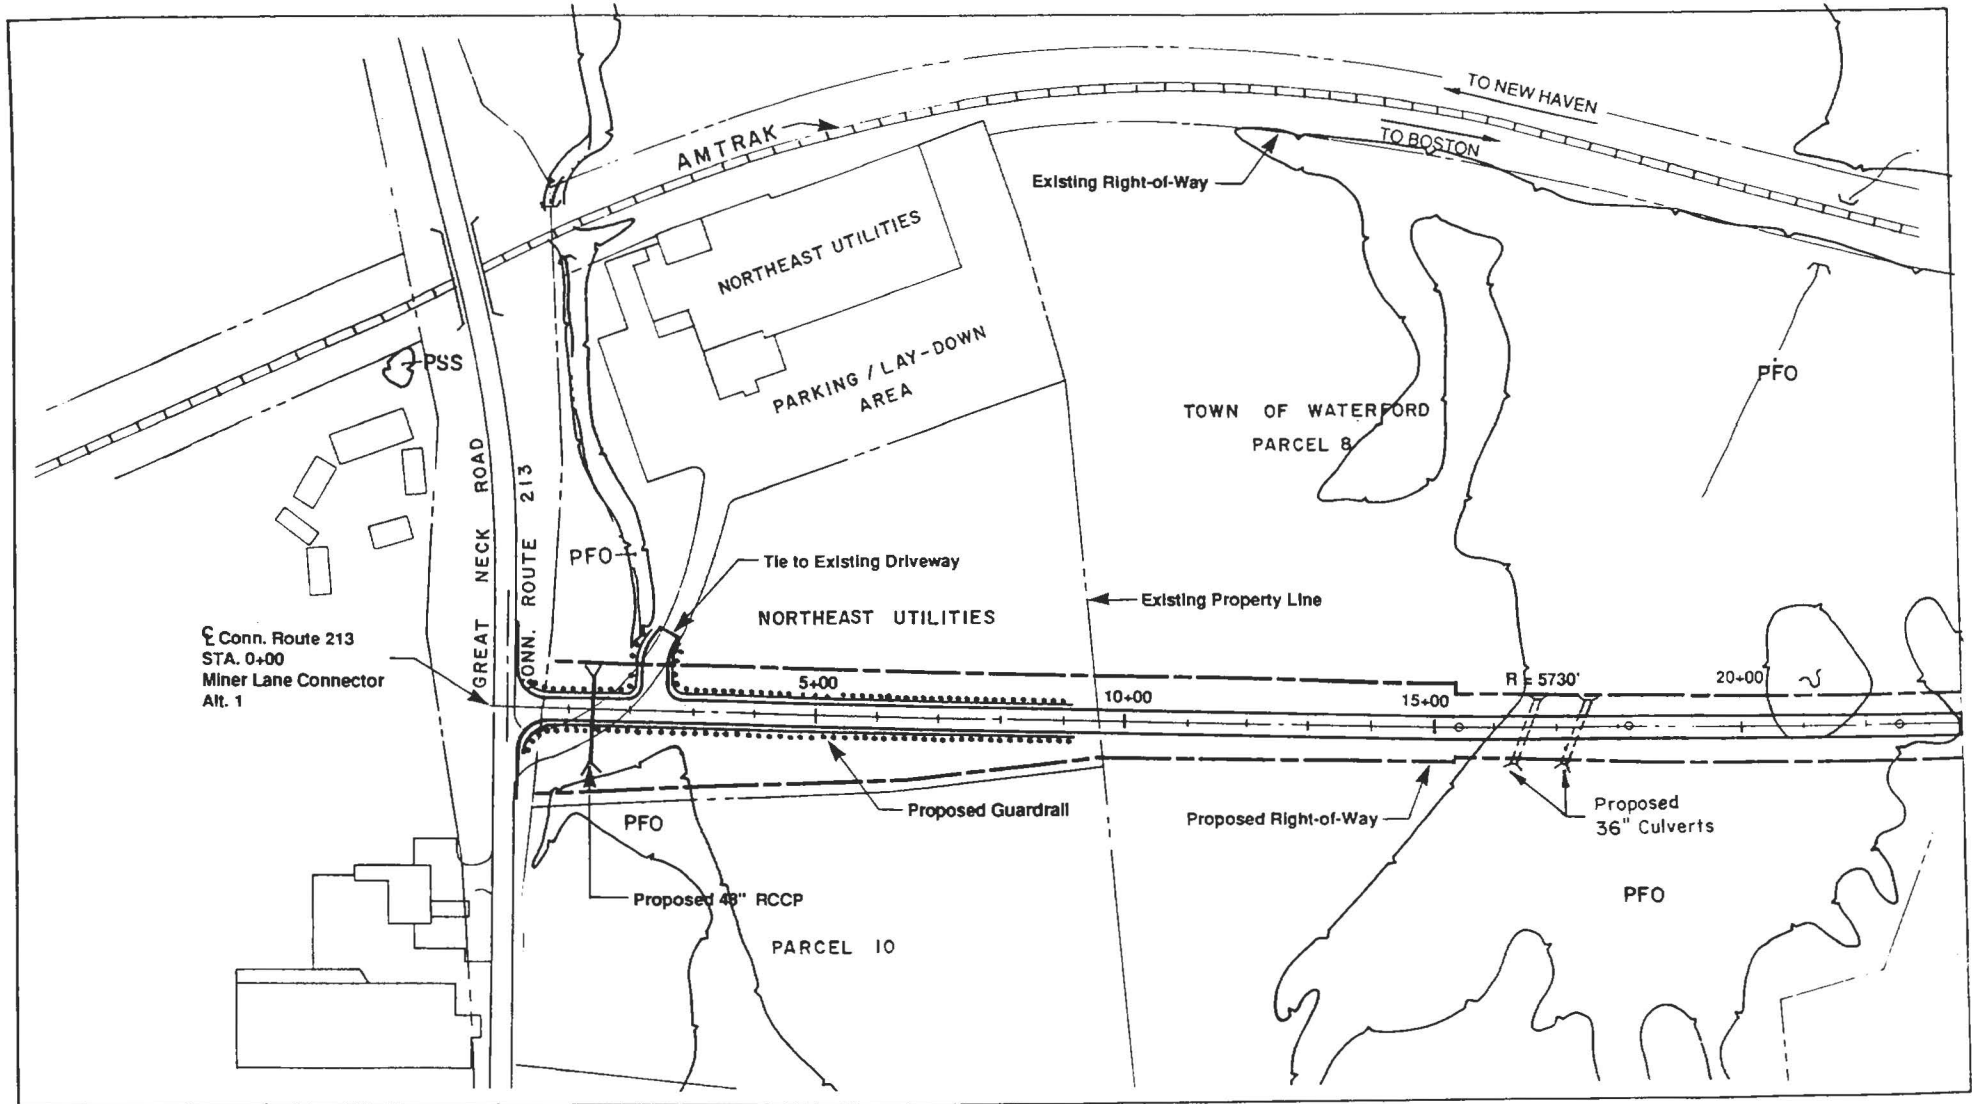 TO NEW HAVEN
TO BOSTON
AMTRAK
Existing Right-of-Way
NORTHEAST UTILITIES
PARKING / LAY-DOWN
AREA
PSS
PFO
TOWN OF WATERFORD
PARCEL 8
GREAT NECK ROAD
CONN. ROUTE 213
PFO
Tie to Existing Driveway
NORTHEAST UTILITIES
Existing Property Line
℄ Conn. Route 213
STA. 0+00
Miner Lane Connector
Alt. 1
5+00
10+00
15+00
R = 5730'
20+00
Proposed Guardrail
Proposed Right-of-Way
Proposed
36" Culverts
PFO
PFO
Proposed 48" RCCP
PARCEL 10